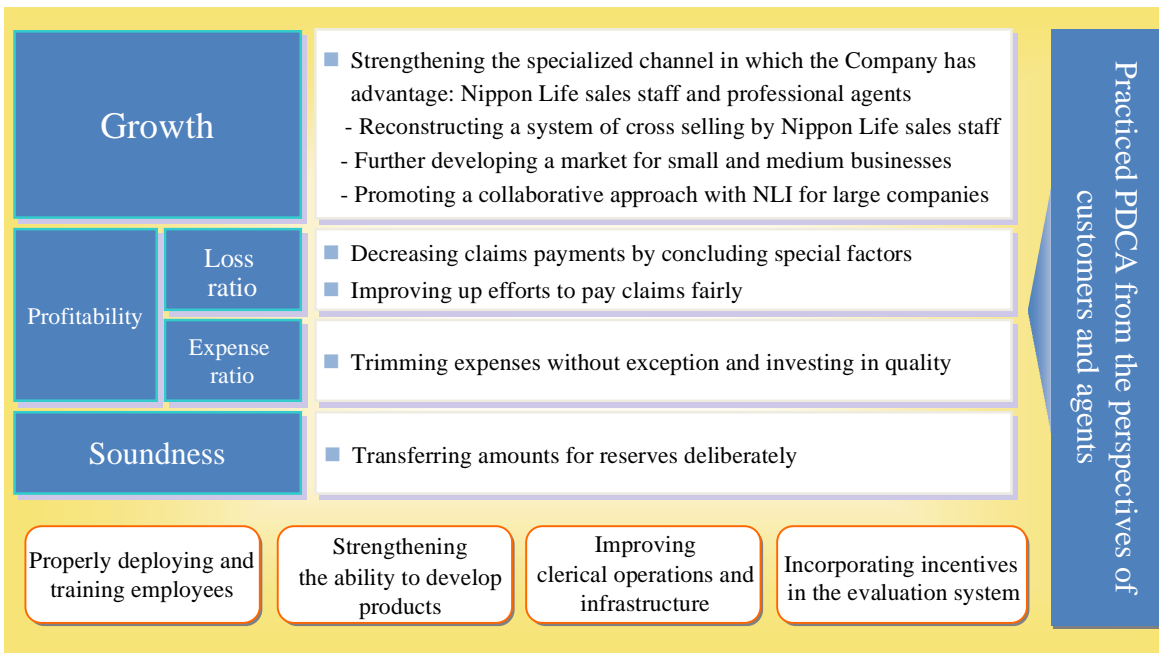 Growth
■ Strengthening the specialized channel in which the Company has
advantage: Nippon Life sales staff and professional agents
- Reconstructing a system of cross selling by Nippon Life sales staff
- Further developing a market for small and medium businesses
- Promoting a collaborative approach with NLI for large companies
Profitability
Loss
ratio
■ Decreasing claims payments by concluding special factors
■ Improving up efforts to pay claims fairly
Expense
ratio
■ Trimming expenses without exception and investing in quality
Soundness
■ Transferring amounts for reserves deliberately
Properly deploying and
training employees
Strengthening
the ability to develop
products
Improving
clerical operations and
infrastructure
Incorporating incentives
in the evaluation system
Practiced PDCA from the perspectives of
customers and agents